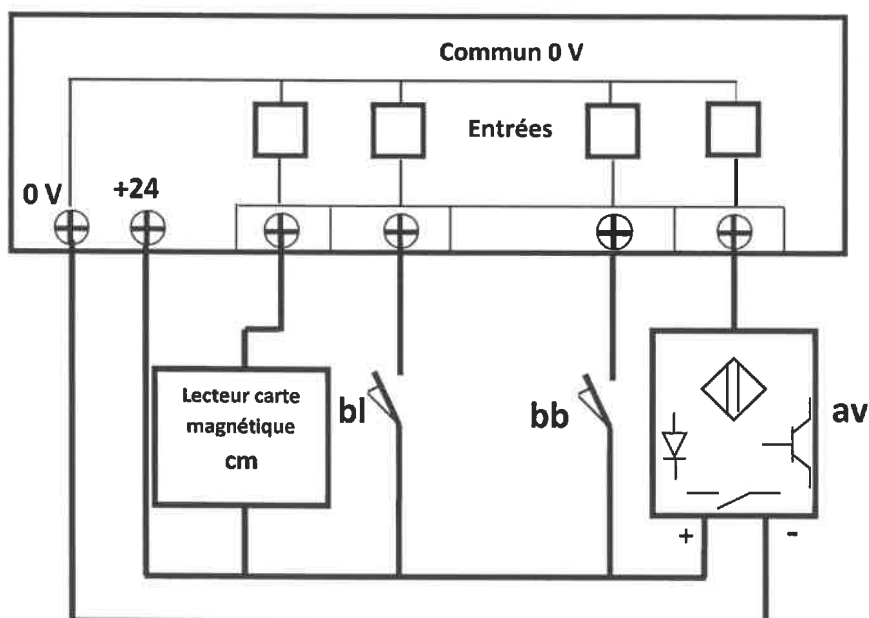 Commun 0 V
Entrées
0 V
+24
Lecteur carte
magnétique
cm
bl
bb
av
+
-